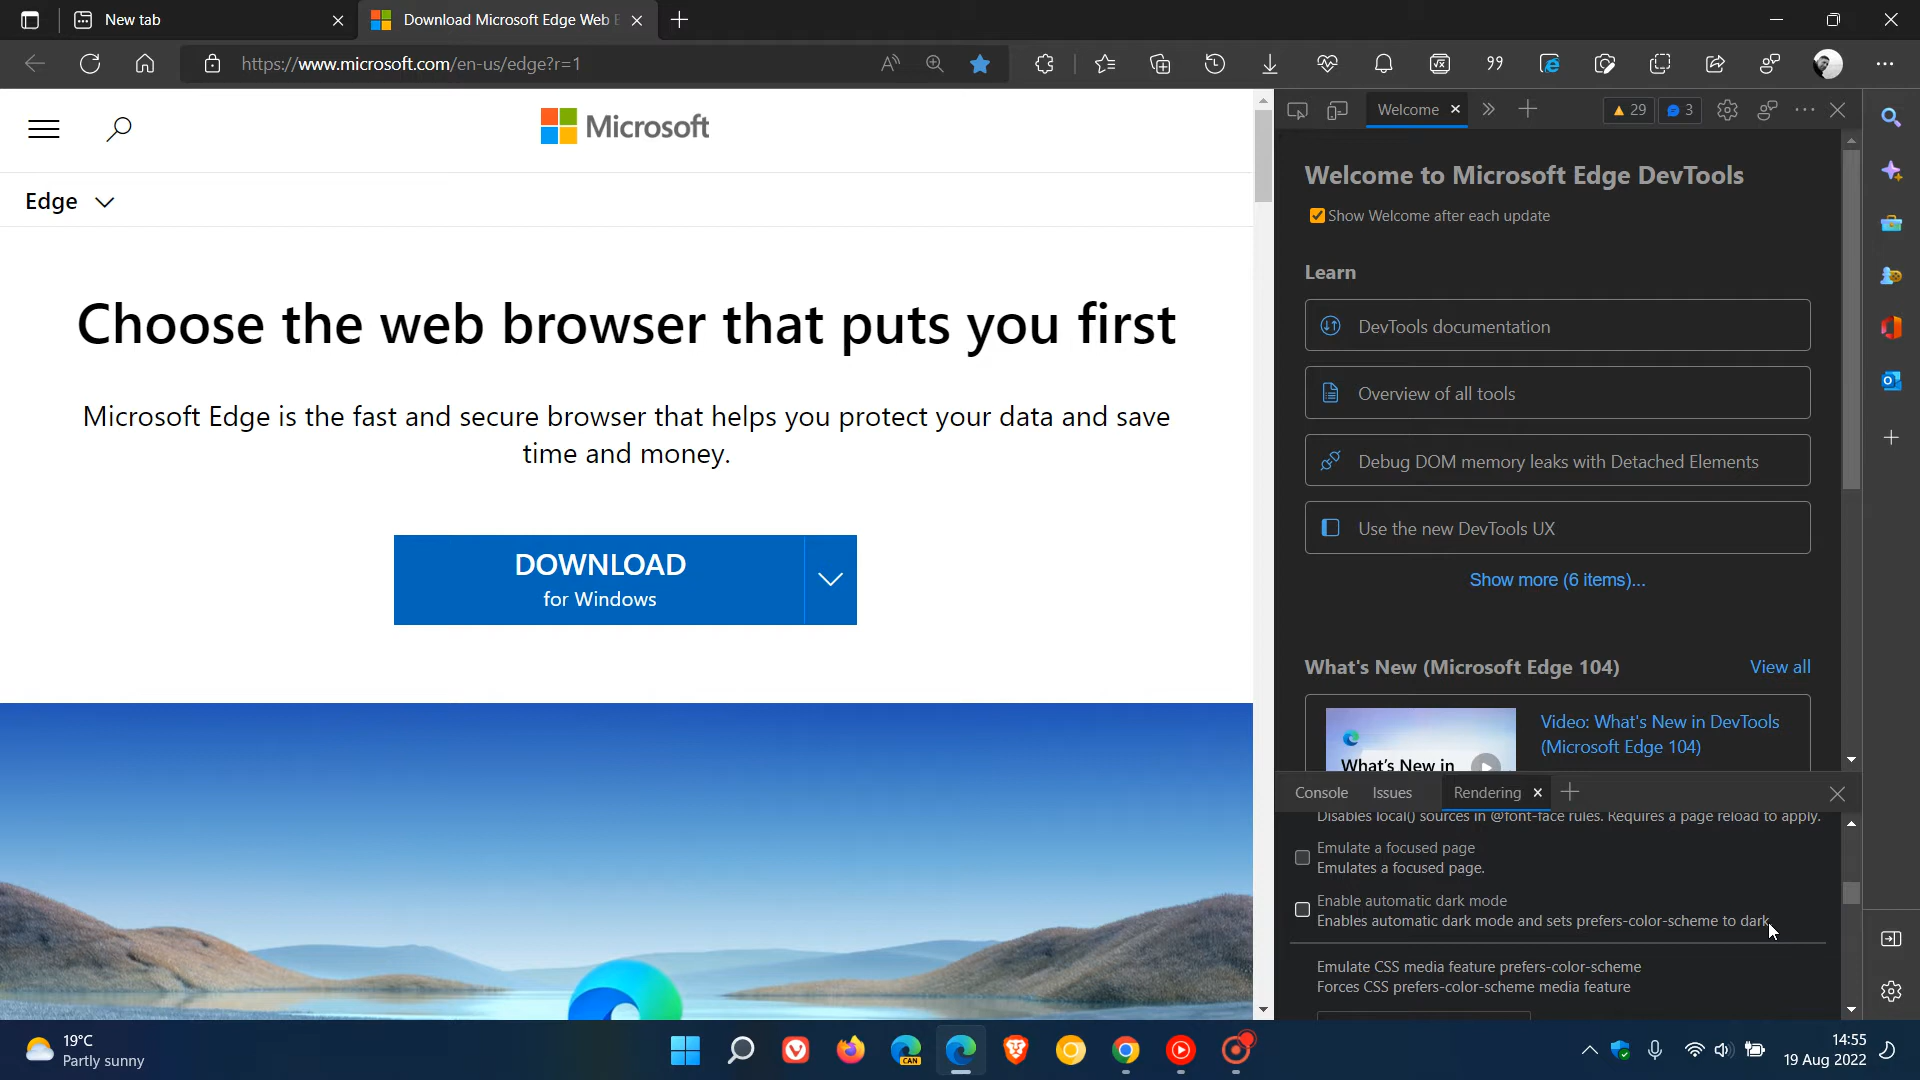 New tab
Download Microsoft Edge Web
https://www.microsoft.com/en-us/edge?r=1
Microsoft
Edge
Choose the web browser that puts you first
Microsoft Edge is the fast and secure browser that helps you protect your data and save
time and money.
DOWNLOAD
for Windows
Welcome
29
3
Welcome to Microsoft Edge DevTools
Show Welcome after each update
Learn
DevTools documentation
Overview of all tools
Debug DOM memory leaks with Detached Elements
Use the new DevTools UX
Show more (6 items)...
What's New (Microsoft Edge 104)
View all
What's New in
Video: What's New in DevTools
(Microsoft Edge 104)
Console
Issues
Rendering
Disables local() sources in @font-face rules. Requires a page reload to apply.
Emulate a focused page
Emulates a focused page.
Enable automatic dark mode
Enables automatic dark mode and sets prefers-color-scheme to dark
Emulate CSS media feature prefers-color-scheme
Forces CSS prefers-color-scheme media feature
19°C
Partly sunny
CAN
14:55
19 Aug 2022